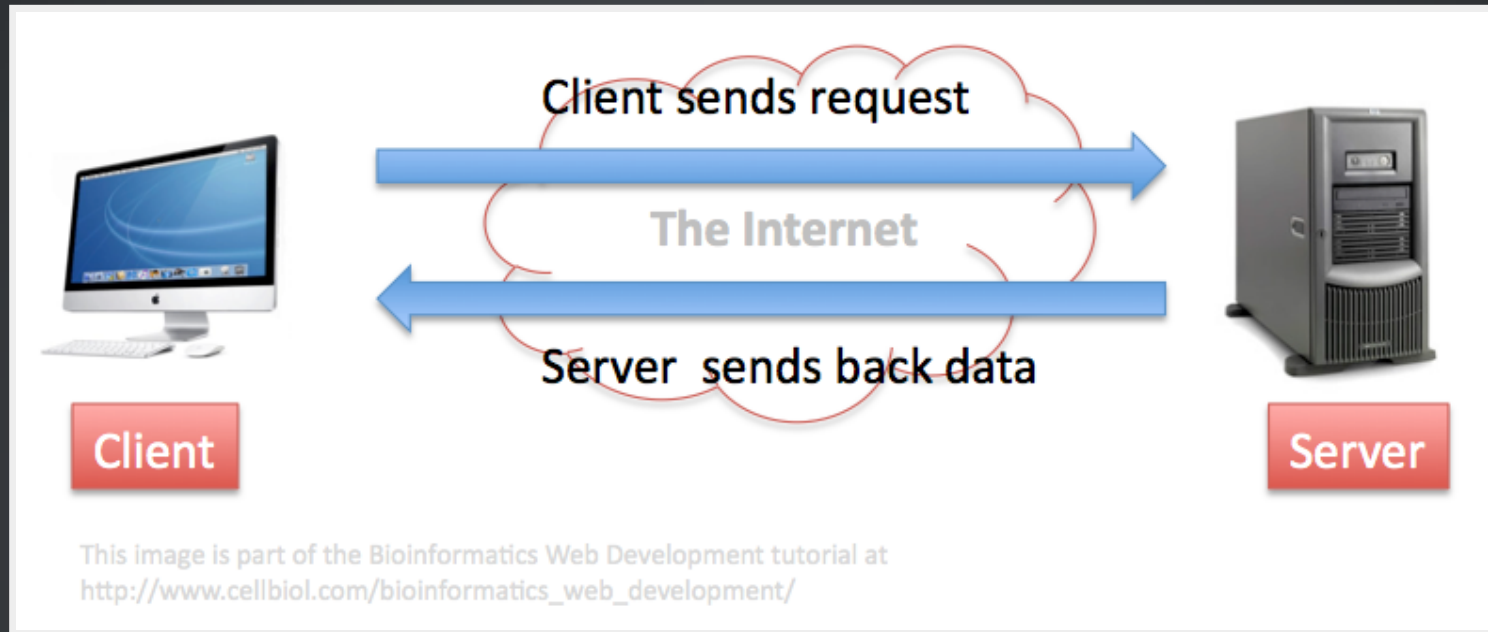 Client sends request
The Internet
Server sends back data
Client
Server
This image is part of the Bioinformatics Web Development tutorial at
http://www.cellbiol.com/bioinformatics_web_development/